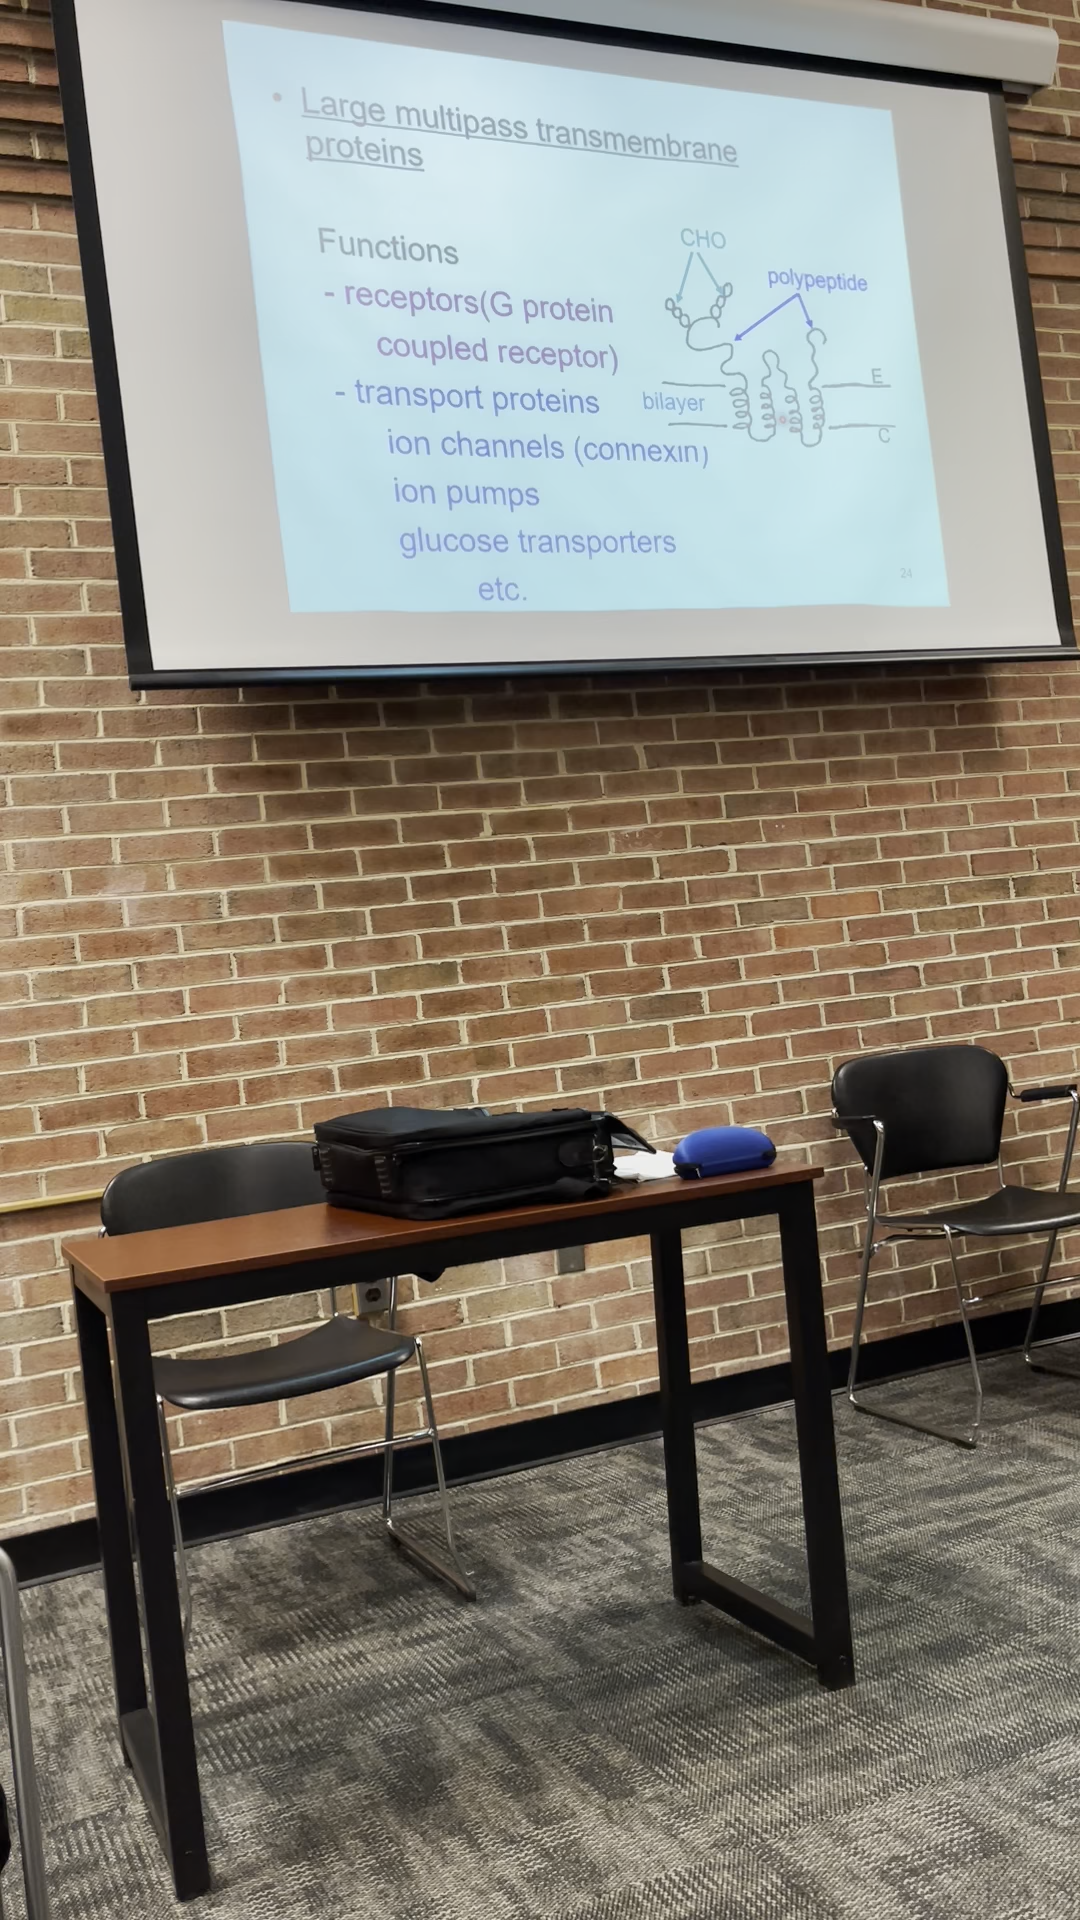 • Large multipass transmembrane
proteins
Functions
- receptors(G protein
coupled receptor)
- transport proteins
ion channels (connexin)
ion pumps
glucose transporters
etc.
CHO
polypeptide
bilayer
E
C
24